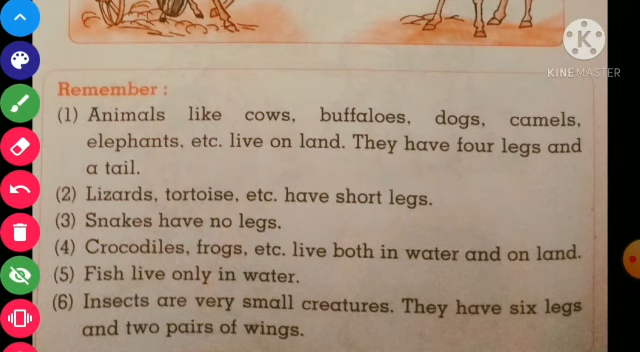 KINEMASTER
Remember :
(1) Animals like cows, buffaloes, dogs, camels,
elephants, etc. live on land. They have four legs and
a tail.
(2) Lizards, tortoise, etc. have short legs.
(3) Snakes have no legs.
(4) Crocodiles, frogs, etc. live both in water and on land.
(5) Fish live only in water.
(6) Insects are very small creatures. They have six legs
and two pairs of wings.